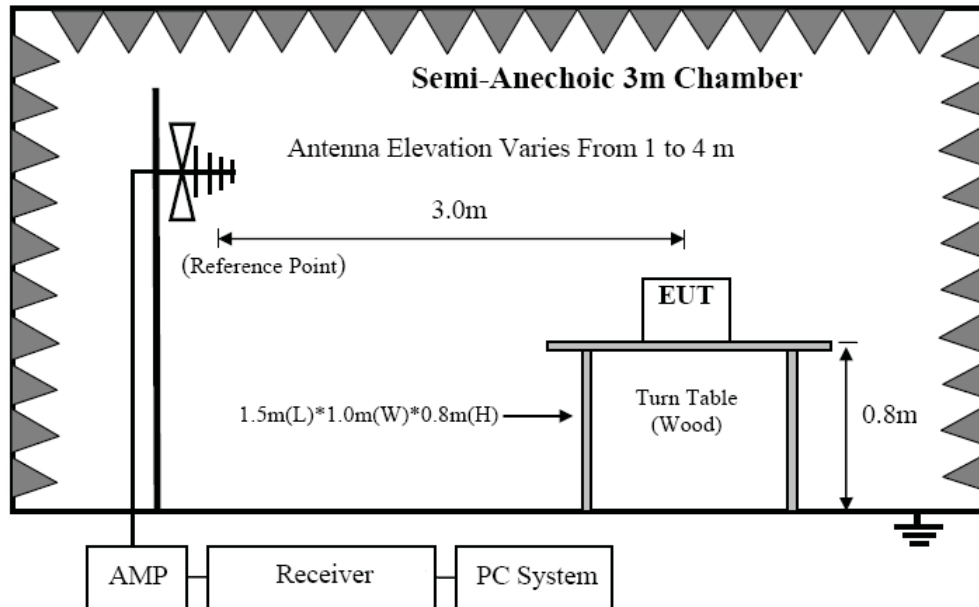 Semi-Anechoic 3m Chamber
Antenna Elevation Varies From 1 to 4 m
3.0m
(Reference Point)
EUT
1.5m(L)*1.0m(W)*0.8m(H)
Turn Table
(Wood)
0.8m
AMP
Receiver
PC System